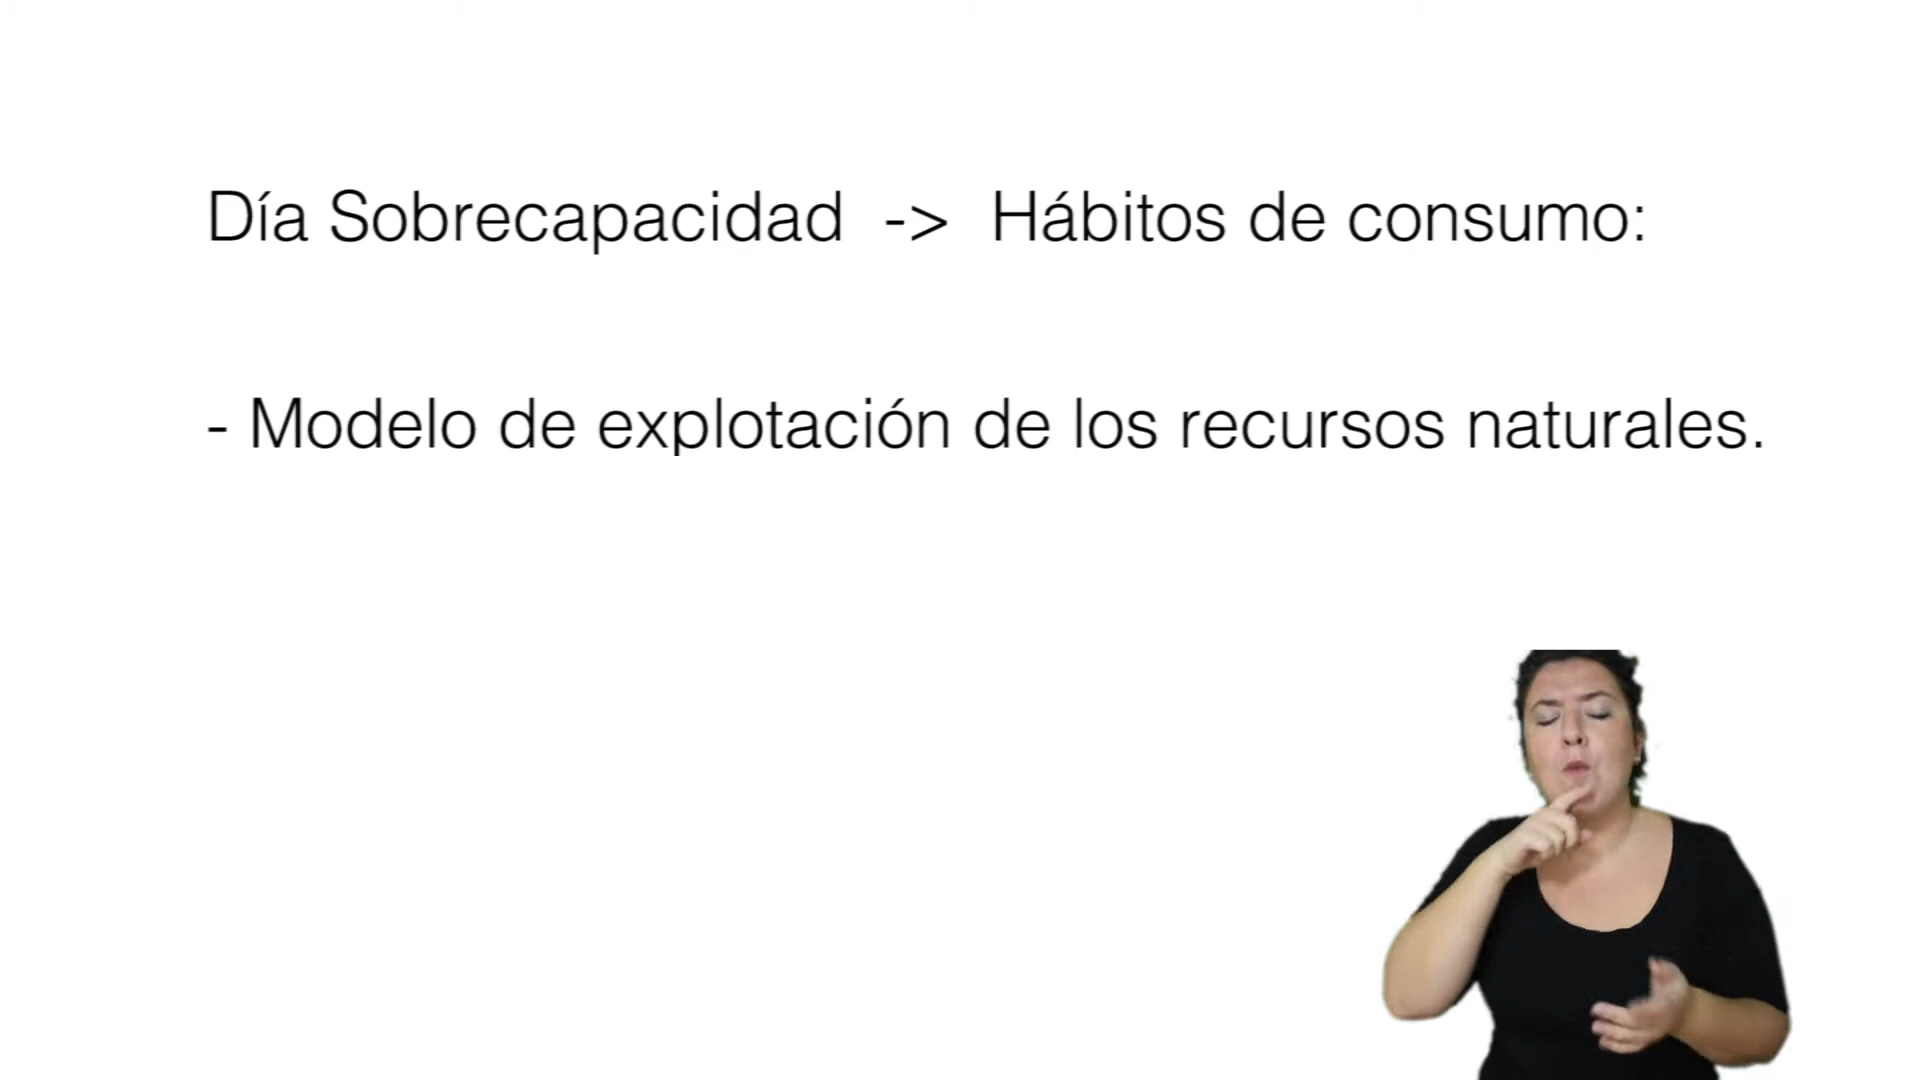 Día Sobrecapacidad -> Hábitos de consumo:
- Modelo de explotación de los recursos naturales.